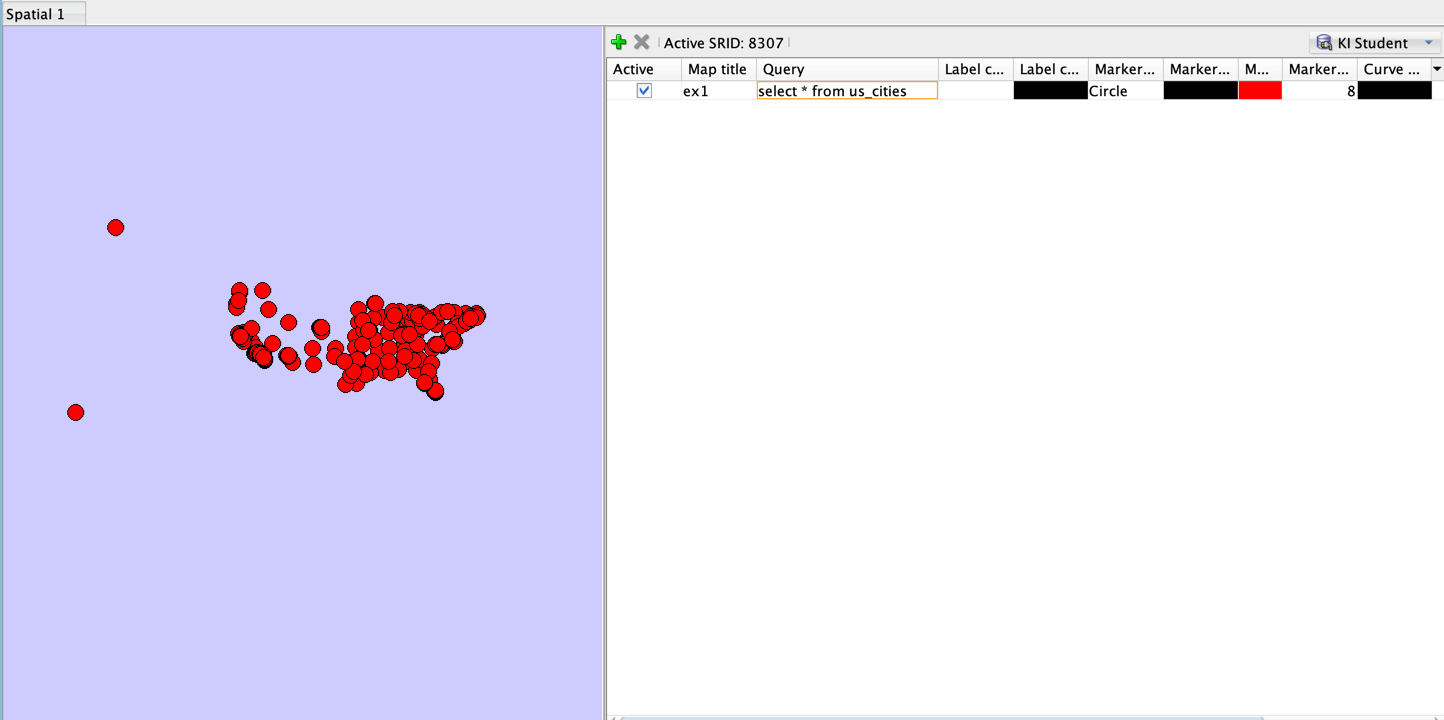 Spatial 1
Active SRID: 8307 KI Student
Active Map title Query Label c... Label c... Marker... Marker... M... Marker... Curve ...
ex1 select * from us_cities Circle 8